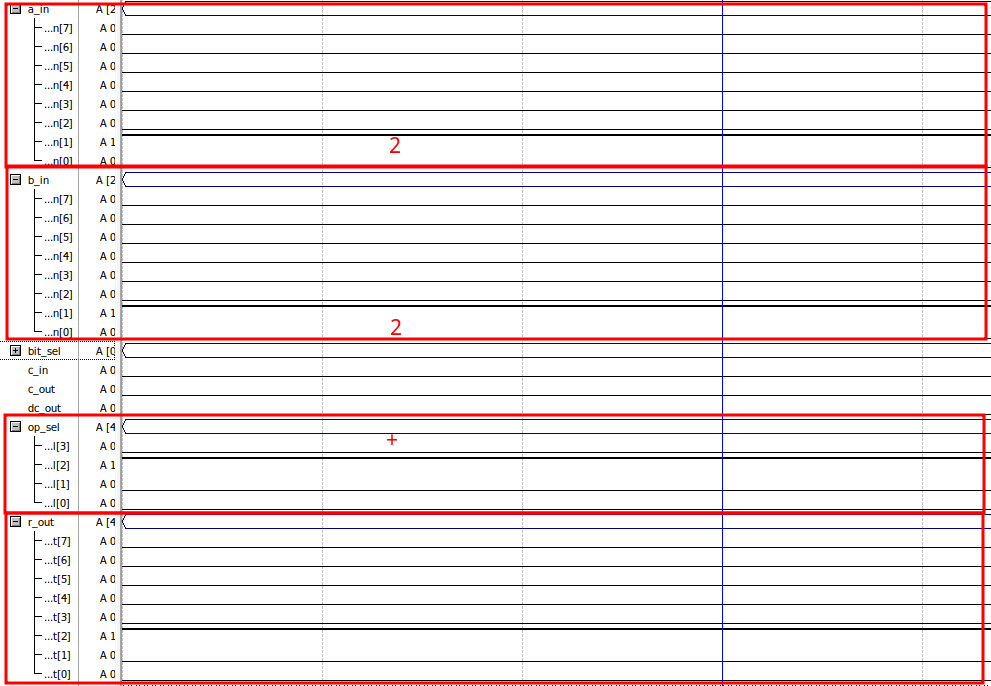 a_in A [2
...n[7] A 0
...n[6] A 0
...n[5] A 0
...n[4] A 0
...n[3] A 0
...n[2] A 0
...n[1] A 1
2
...n[0] A 0
b_in A [2
...n[7] A 0
...n[6] A 0
...n[5] A 0
...n[4] A 0
...n[3] A 0
...n[2] A 0
...n[1] A 1
2
...n[0] A 0
bit_sel A [0
c_in A 0
c_out A 0
dc_out A 0
op_sel A [4
+
...l[3] A 0
...l[2] A 1
...l[1] A 0
...l[0] A 0
r_out A [4
...t[7] A 0
...t[6] A 0
...t[5] A 0
...t[4] A 0
...t[3] A 0
...t[2] A 1
...t[1] A 0
...t[0] A 0